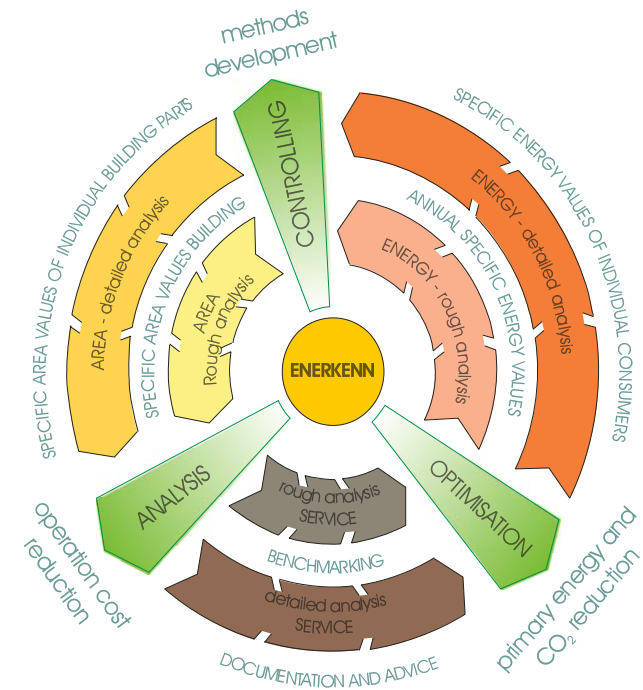 methods
development
CONTROLLING
SPECIFIC AREA VALUES OF INDIVIDUAL BUILDING PARTS
AREA - detailed analysis
SPECIFIC AREA VALUES BUILDING
AREA
Rough analysis
SPECIFIC ENERGY VALUES OF INDIVIDUAL CONSUMERS
ENERGY - detailed analysis
ANNUAL SPECIFIC ENERGY VALUES
ENERGY - rough analysis
ENERKENN
ANALYSIS
OPTIMISATION
operation cost
reduction
primary energy and
CO2 reduction
rough analysis
SERVICE
BENCHMARKING
detailed analysis
SERVICE
DOCUMENTATION AND ADVICE